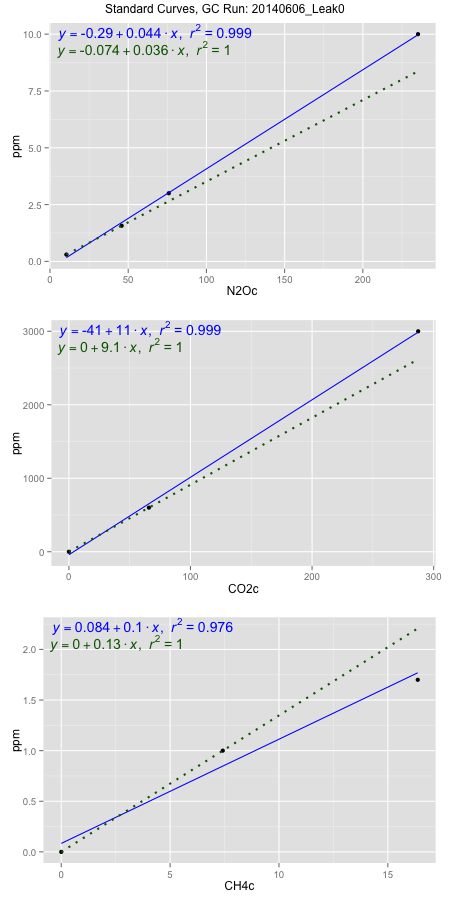 Standard Curves, GC Run: 20140606_Leak0
y = -0.29 + 0.044 · x, r² = 0.999
y = -0.074 + 0.036 · x, r² = 1
10.0
7.5
5.0
2.5
0.0
ppm
0 50 100 150 200
N2Oc
y = -41 + 11 · x, r² = 0.999
y = 0 + 9.1 · x, r² = 1
3000
2000
1000
0
ppm
0 100 200 300
CO2c
y = 0.084 + 0.1 · x, r² = 0.976
y = 0 + 0.13 · x, r² = 1
2.0
1.5
1.0
0.5
0.0
ppm
0 5 10 15
CH4c